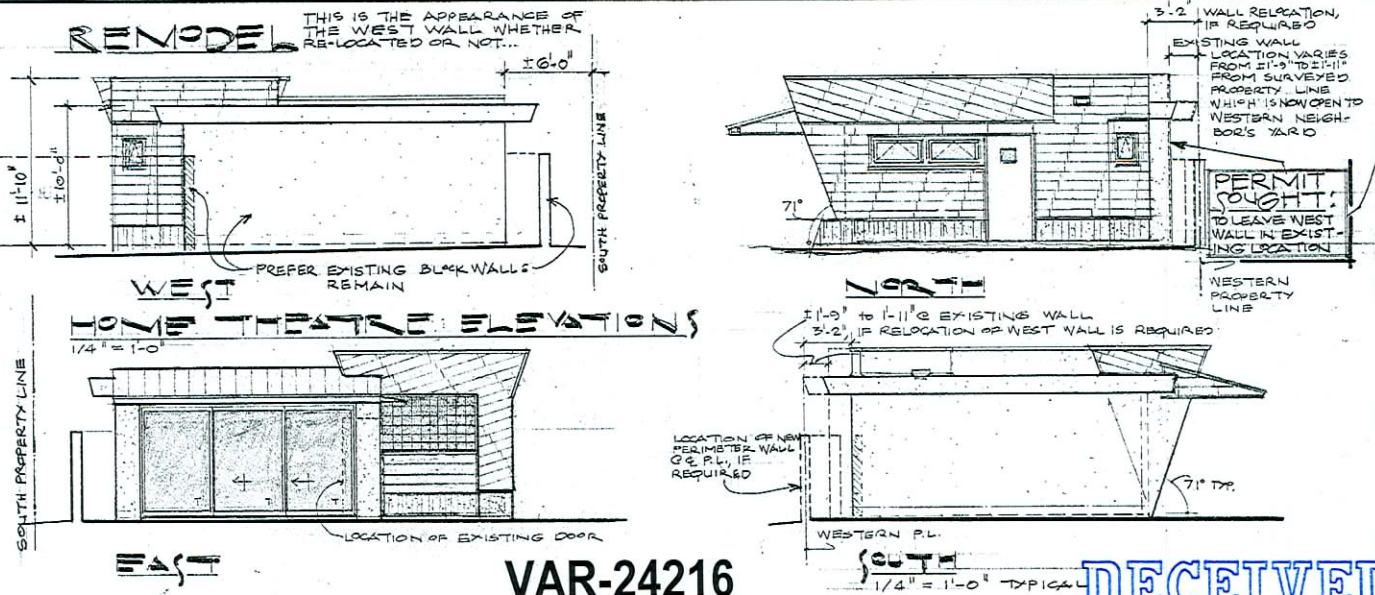 REMODEL
THIS IS THE APPEARANCE OF
THE WEST WALL WHETHER
RE-LOCATED OR NOT...
±6'-0"
SOUTH PROPERTY LINE
± 11'-10"
±10'-0"
PREFER EXISTING BLOCK WALLS
REMAIN
WEST
3'-2"
WALL RELOCATION,
IF REQUIRED
EXISTING WALL
LOCATION VARIES
FROM ±1'-9" TO ±1'-11"
FROM SURVEYED
PROPERTY LINE
WHICH IS NOW OPEN TO
WESTERN NEIGH-
BOR'S YARD
PERMIT
SOUGHT:
TO LEAVE WEST
WALL IN EXIST-
ING LOCATION
71°
WESTERN
PROPERTY
LINE
NORTH
HOME THEATRE ELEVATIONS
1/4" = 1'-0"
SOUTH PROPERTY LINE
LOCATION OF EXISTING DOOR
EAST
±1'-9" to 1'-11" @ EXISTING WALL
3'-2", IF RELOCATION OF WEST WALL IS REQUIRED
LOCATION OF NEW
PERIMETER WALL
@ P.L., IF
REQUIRED
71° TYP.
WESTERN P.L.
SOUTH
1/4" = 1'-0" TYPICAL
VAR-24216
RECEIVED